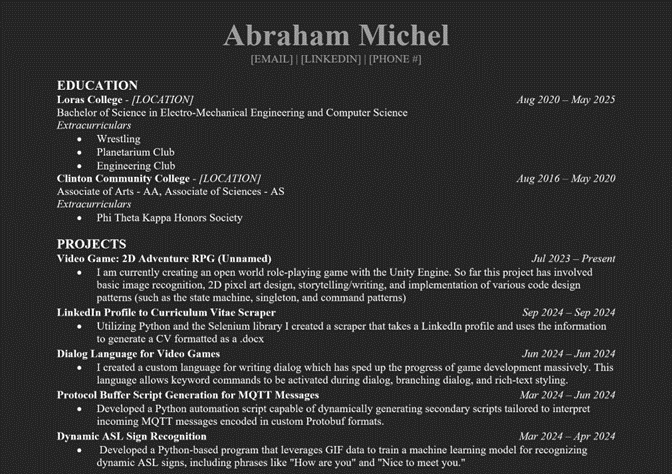 Abraham Michel
[EMAIL] | [LINKEDIN] | [PHONE #]
EDUCATION
Loras College - [LOCATION] Aug 2020 – May 2025
Bachelor of Science in Electro-Mechanical Engineering and Computer Science
Extracurriculars
• Wrestling
• Planetarium Club
• Engineering Club
Clinton Community College - [LOCATION] Aug 2016 – May 2020
Associate of Arts - AA, Associate of Sciences - AS
Extracurriculars
• Phi Theta Kappa Honors Society
PROJECTS
Video Game: 2D Adventure RPG (Unnamed) Jul 2023 – Present
• I am currently creating an open world role-playing game with the Unity Engine. So far this project has involved
basic image recognition, 2D pixel art design, storytelling/writing, and implementation of various code design
patterns (such as the state machine, singleton, and command patterns)
LinkedIn Profile to Curriculum Vitae Scraper Sep 2024 – Sep 2024
• Utilizing Python and the Selenium library I created a scraper that takes a LinkedIn profile and uses the information
to generate a CV formatted as a .docx
Dialog Language for Video Games Jun 2024 – Jun 2024
• I created a custom language for writing dialog which has sped up the progress of game development massively. This
language allows keyword commands to be activated during dialog, branching dialog, and rich-text styling.
Protocol Buffer Script Generation for MQTT Messages Mar 2024 – Jun 2024
• Developed a Python automation script capable of dynamically generating secondary scripts tailored to interpret
incoming MQTT messages encoded in custom Protobuf formats.
Dynamic ASL Sign Recognition Mar 2024 – Apr 2024
• Developed a Python-based program that leverages GIF data to train a machine learning model for recognizing
dynamic ASL signs, including phrases like "How are you" and "Nice to meet you."